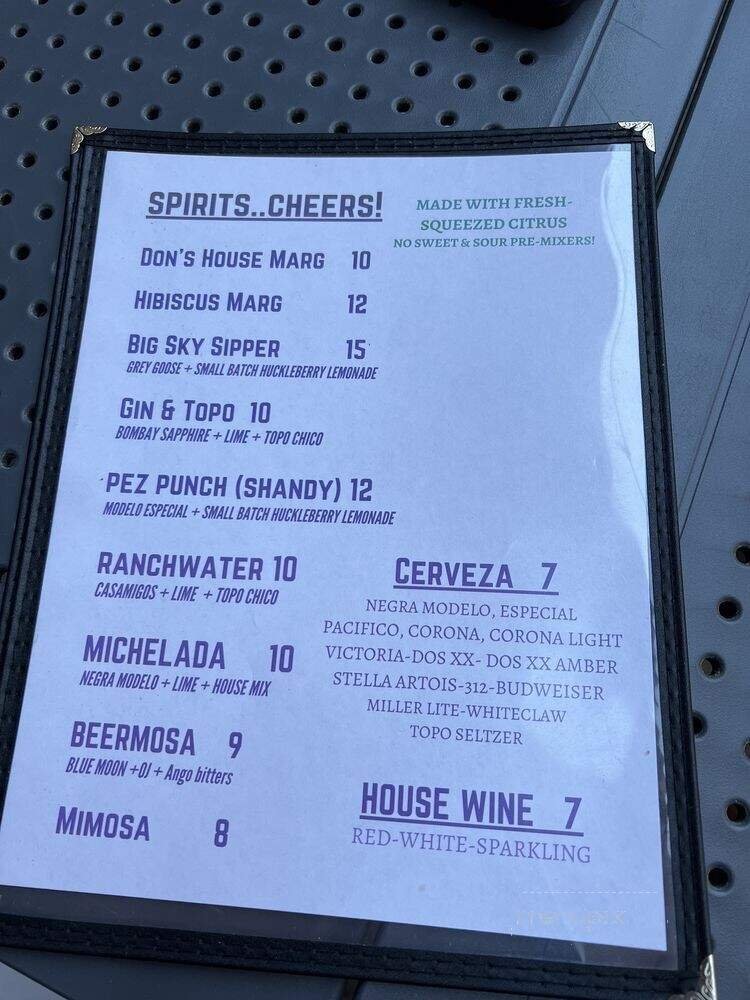 SPIRITS..CHEERS!
MADE WITH FRESH-
SQUEEZED CITRUS
NO SWEET & SOUR PRE-MIXERS!
DON'S HOUSE MARG 10
HIBISCUS MARG 12
BIG SKY SIPPER 15
GREY GOOSE + SMALL BATCH HUCKLEBERRY LEMONADE
GIN & TOPO 10
BOMBAY SAPPHIRE + LIME + TOPO CHICO
PEZ PUNCH (SHANDY) 12
MODELO ESPECIAL + SMALL BATCH HUCKLEBERRY LEMONADE
RANCHWATER 10
CASAMIGOS + LIME + TOPO CHICO
MICHELADA 10
NEGRA MODELO + LIME + HOUSE MIX
BEERMOSA 9
BLUE MOON +OJ + Ango bitters
MIMOSA 8
CERVEZA 7
NEGRA MODELO, ESPECIAL
PACIFICO, CORONA, CORONA LIGHT
VICTORIA-DOS XX- DOS XX AMBER
STELLA ARTOIS-312-BUDWEISER
MILLER LITE-WHITECLAW
TOPO SELTZER
HOUSE WINE 7
RED-WHITE-SPARKLING